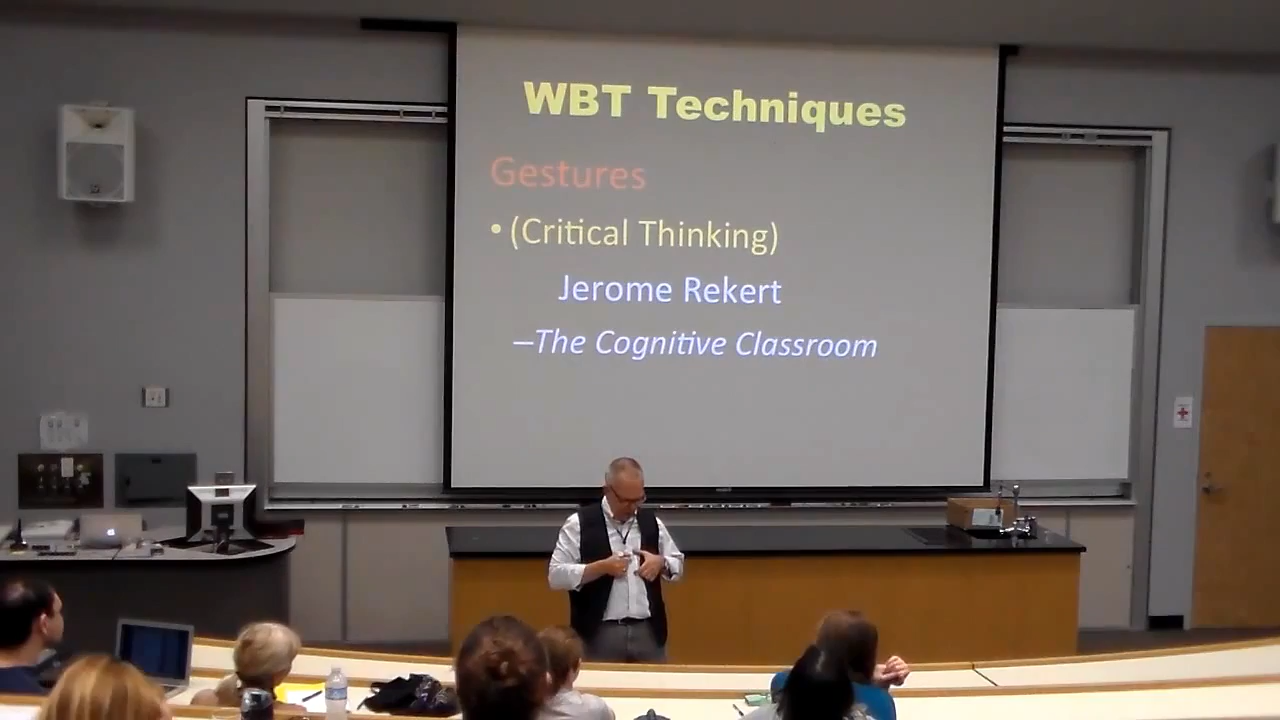 WBT Techniques
Gestures
• (Critical Thinking)
Jerome Rekert
–The Cognitive Classroom